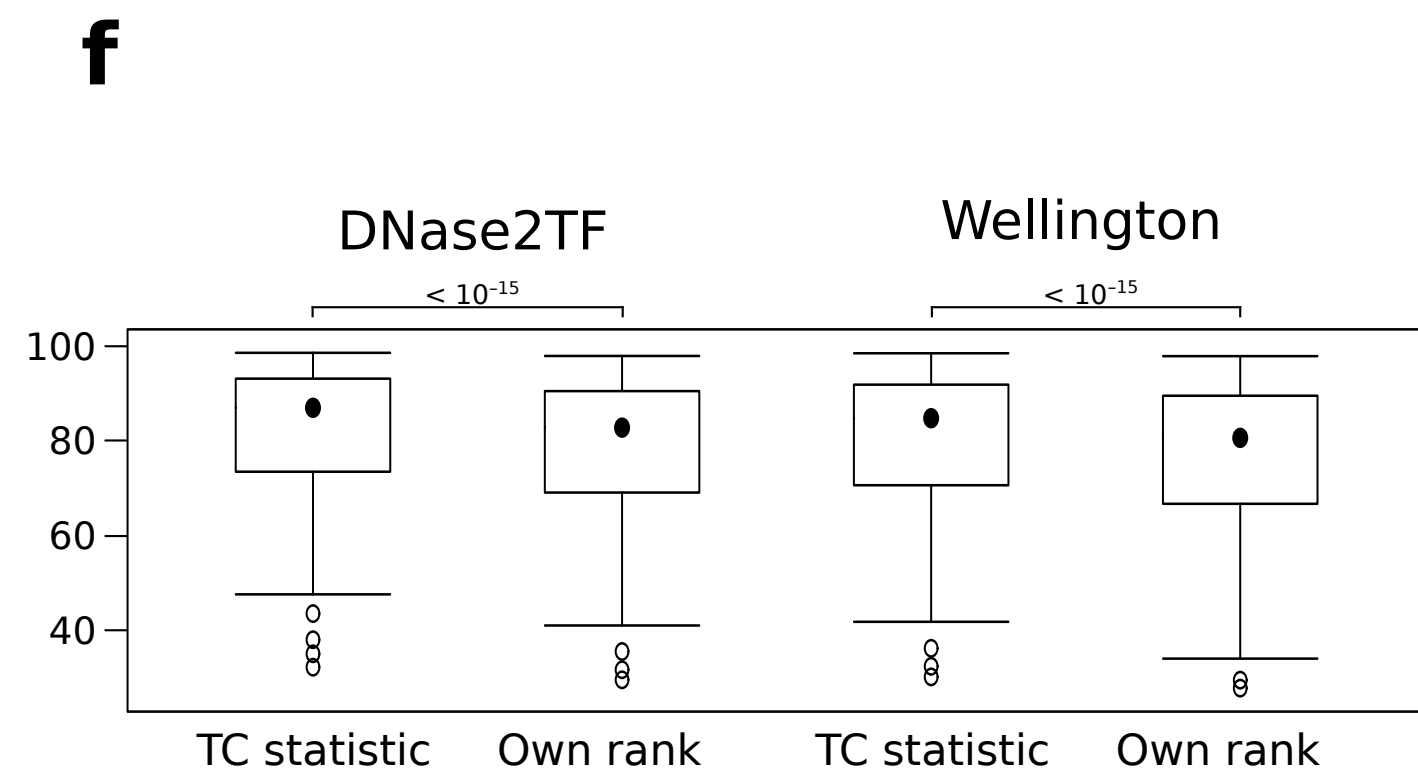 f
DNase2TF
Wellington
< 10⁻¹⁵
< 10⁻¹⁵
100
80
60
40
TC statistic
Own rank
TC statistic
Own rank